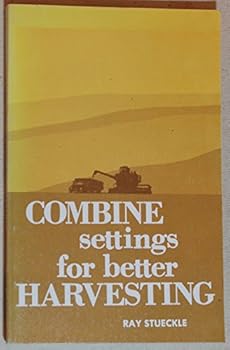 COMBINE
settings
for better
HARVESTING
RAY STUECKLE